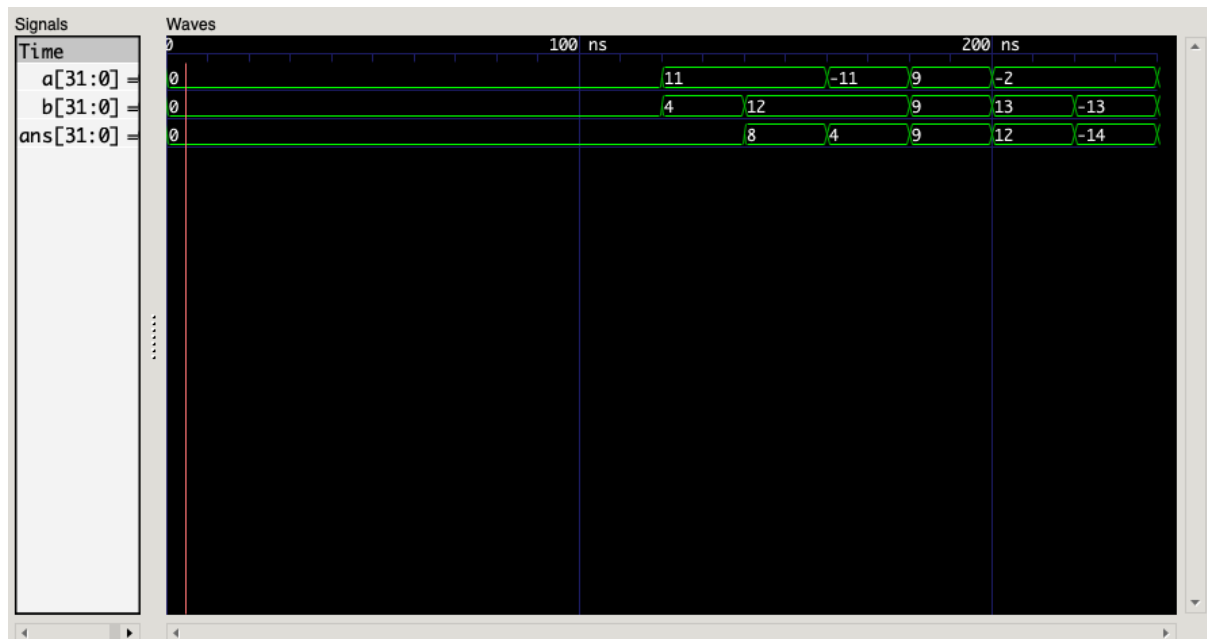 Signals Waves
Time 0 100 ns 200 ns
a[31:0] = 0 11 -11 9 -2
b[31:0] = 0 4 12 9 13 -13
ans[31:0] = 0 8 4 9 12 -14